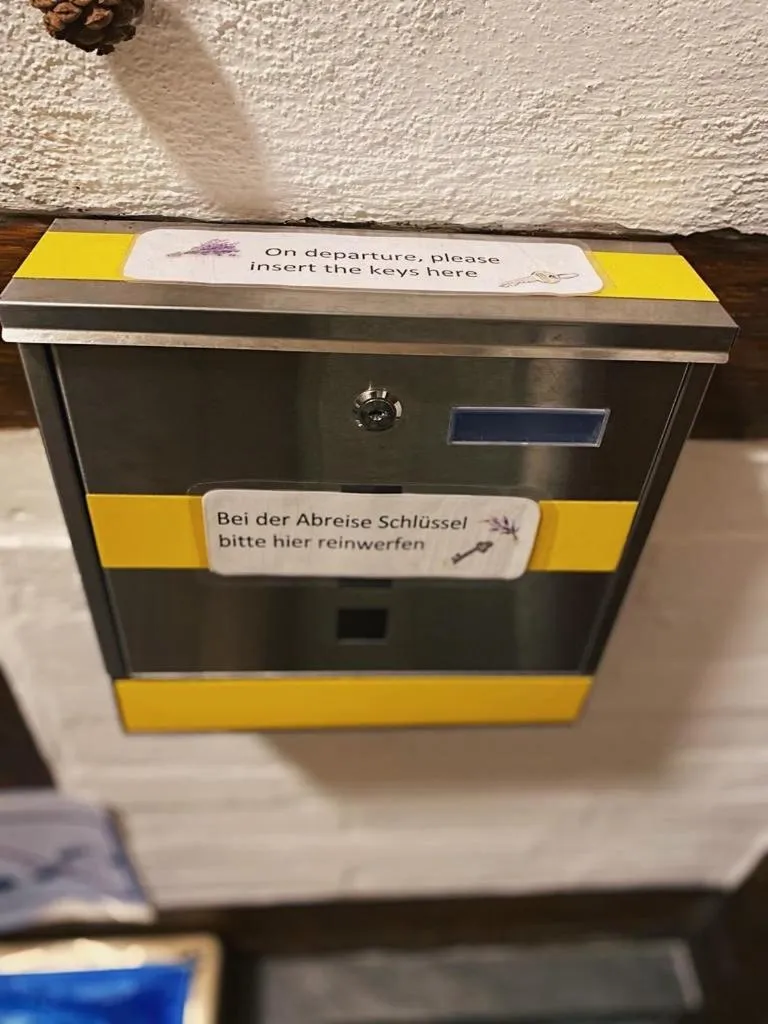 On departure, please
insert the keys here
Bei der Abreise Schlüssel
bitte hier reinwerfen